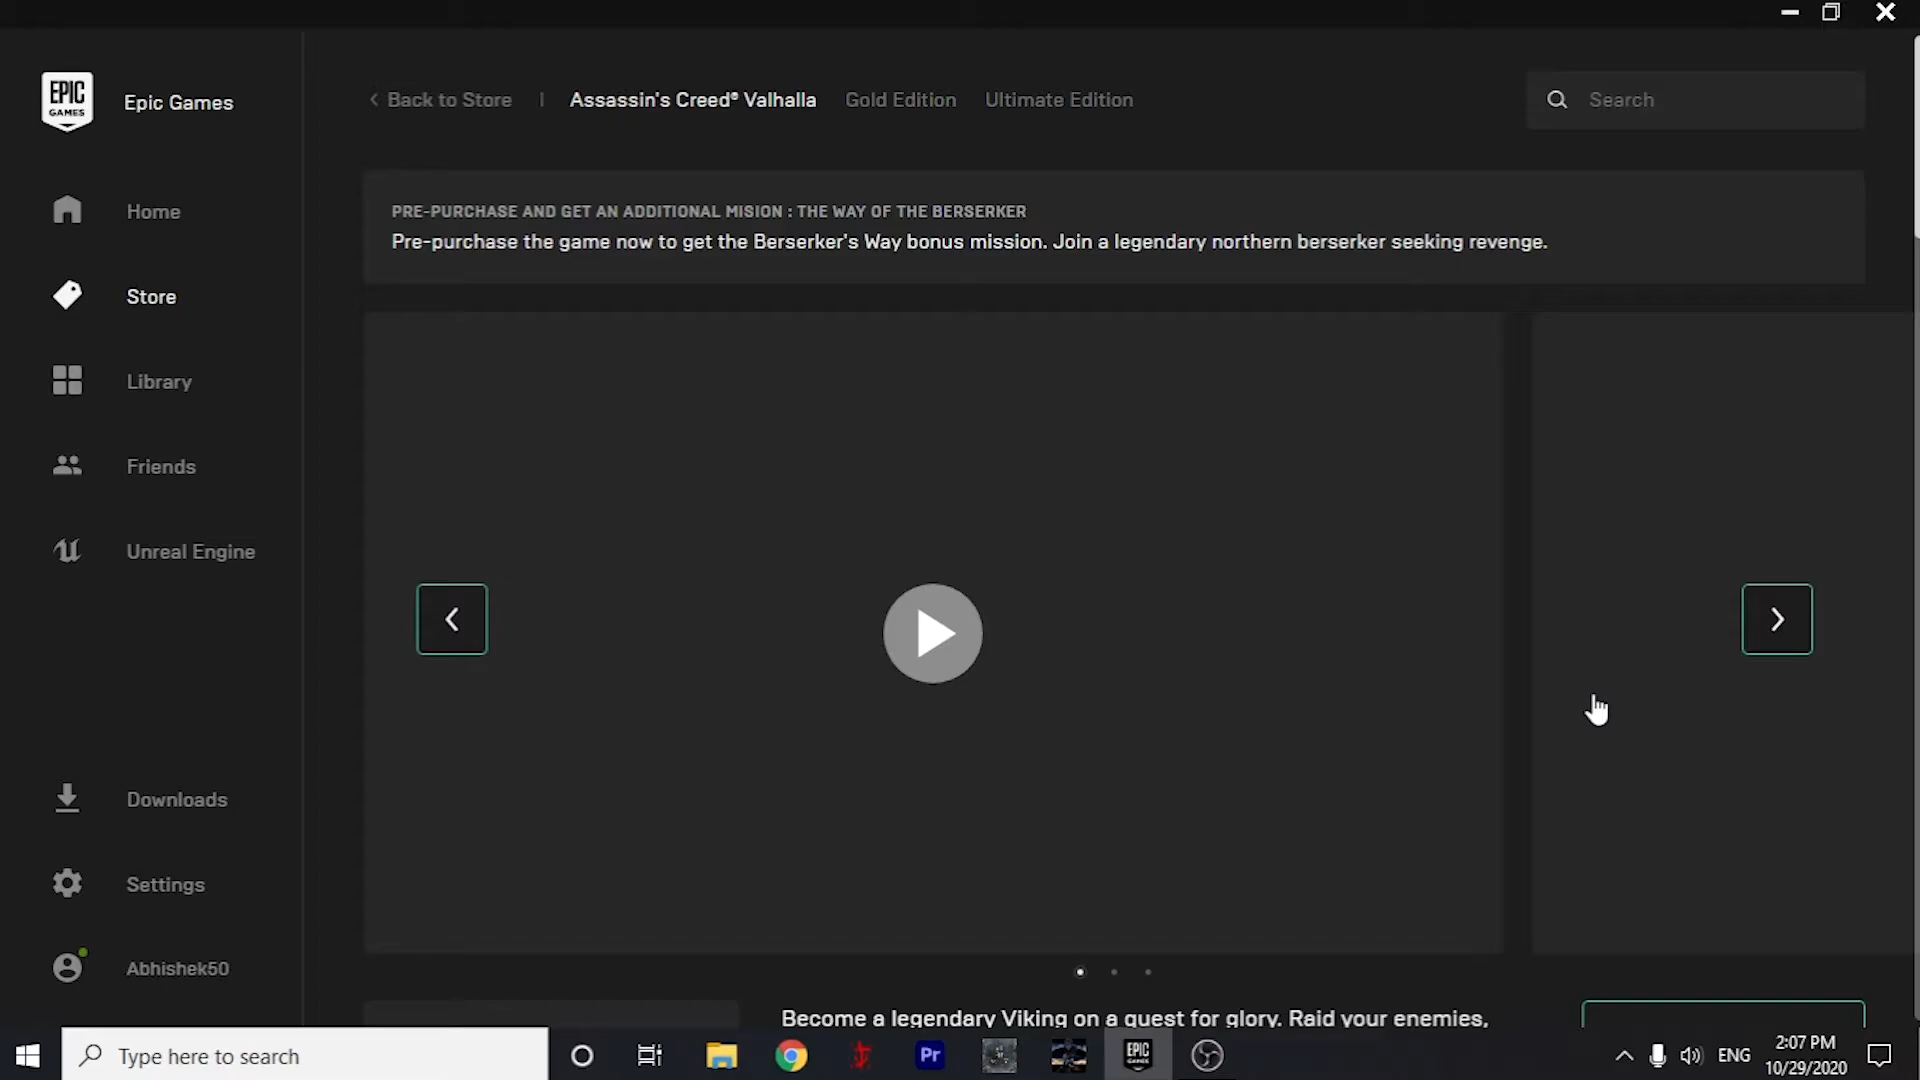 EPIC GAMES
Epic Games
Home
Store
Library
Friends
Unreal Engine
Downloads
Settings
Abhishek50
Back to Store
Assassin's Creed® Valhalla
Gold Edition
Ultimate Edition
Search
PRE-PURCHASE AND GET AN ADDITIONAL MISION : THE WAY OF THE BERSERKER
Pre-purchase the game now to get the Berserker's Way bonus mission. Join a legendary northern berserker seeking revenge.
Become a legendary Viking on a quest for glory. Raid your enemies,
Type here to search
Pr
EPIC GAMES
ENG
2:07 PM
10/29/2020